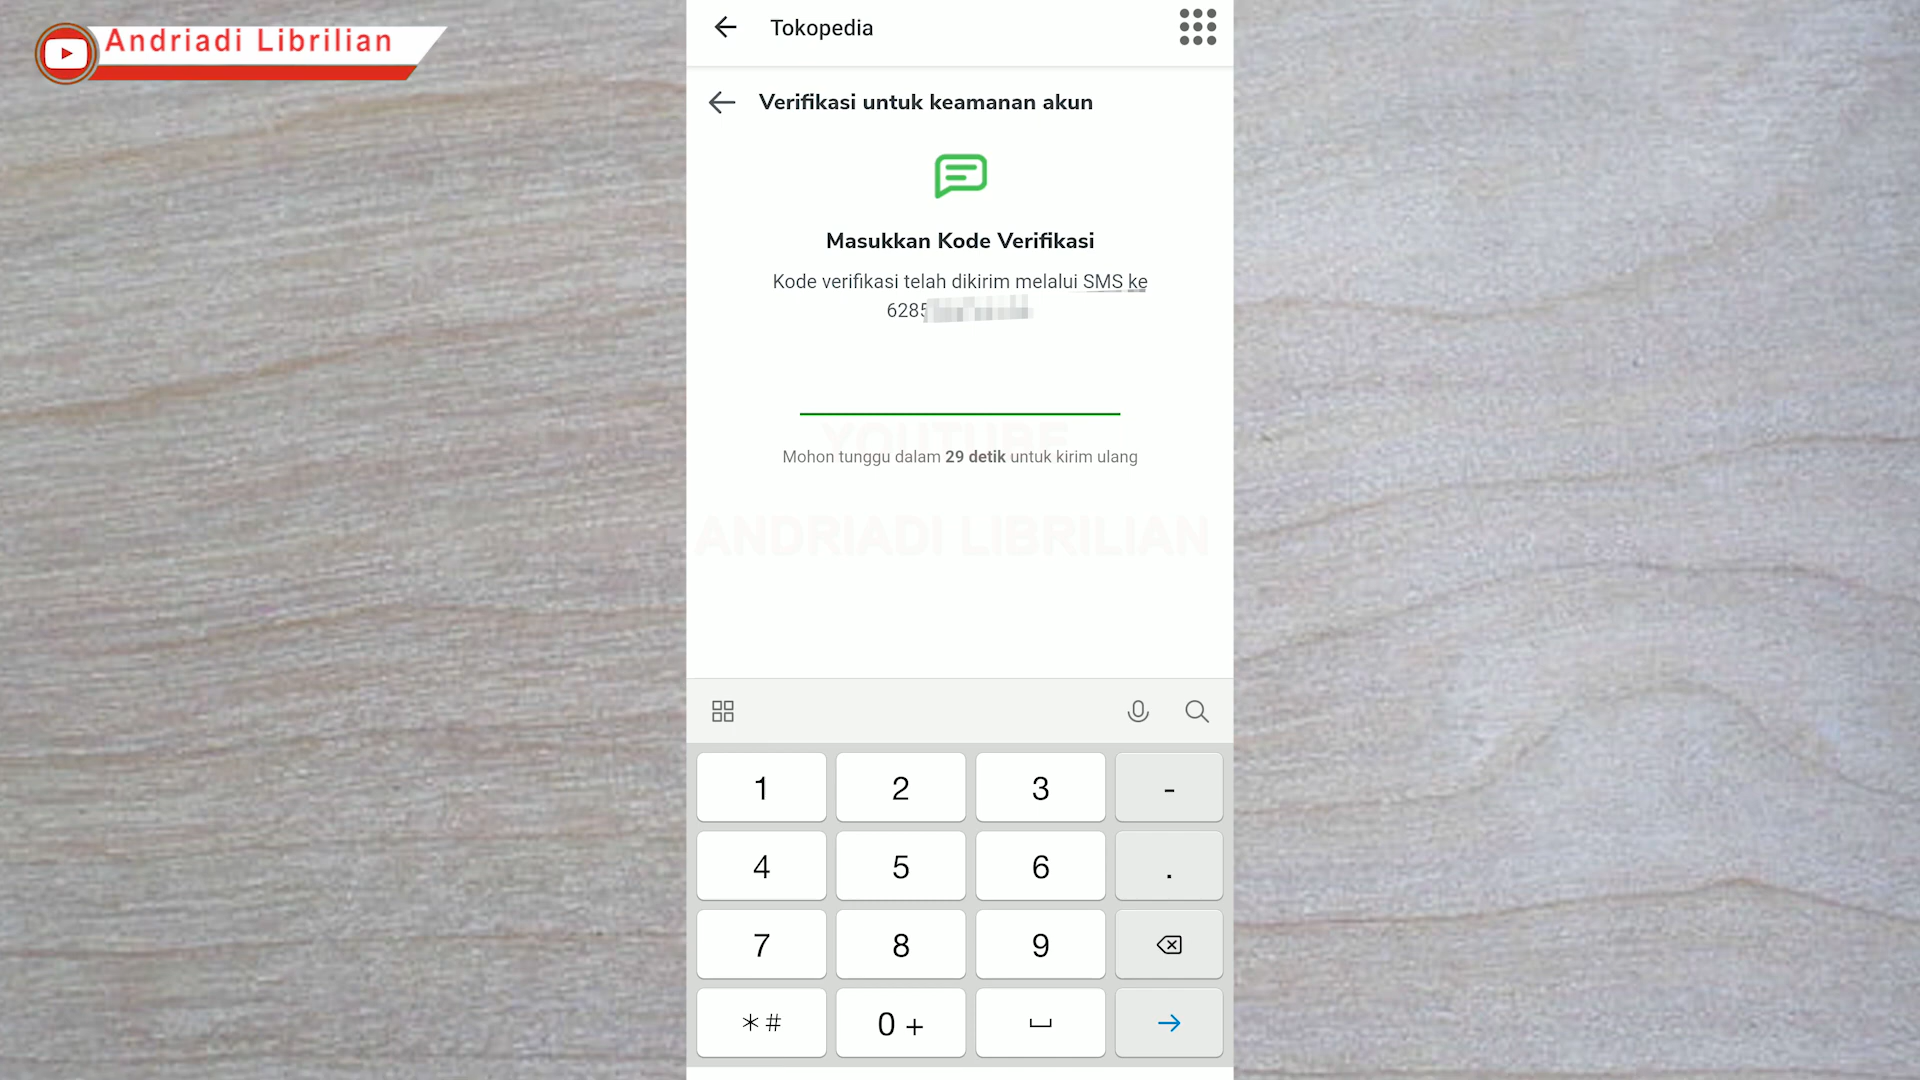 Andriadi Librilian
Tokopedia
Verifikasi untuk keamanan akun
Masukkan Kode Verifikasi
Kode verifikasi telah dikirim melalui SMS ke
6285
YOUTUBE
Mohon tunggu dalam 29 detik untuk kirim ulang
ANDRIADI LIBRILIAN
1 2 3 -
4 5 6 .
7 8 9
*# 0 +